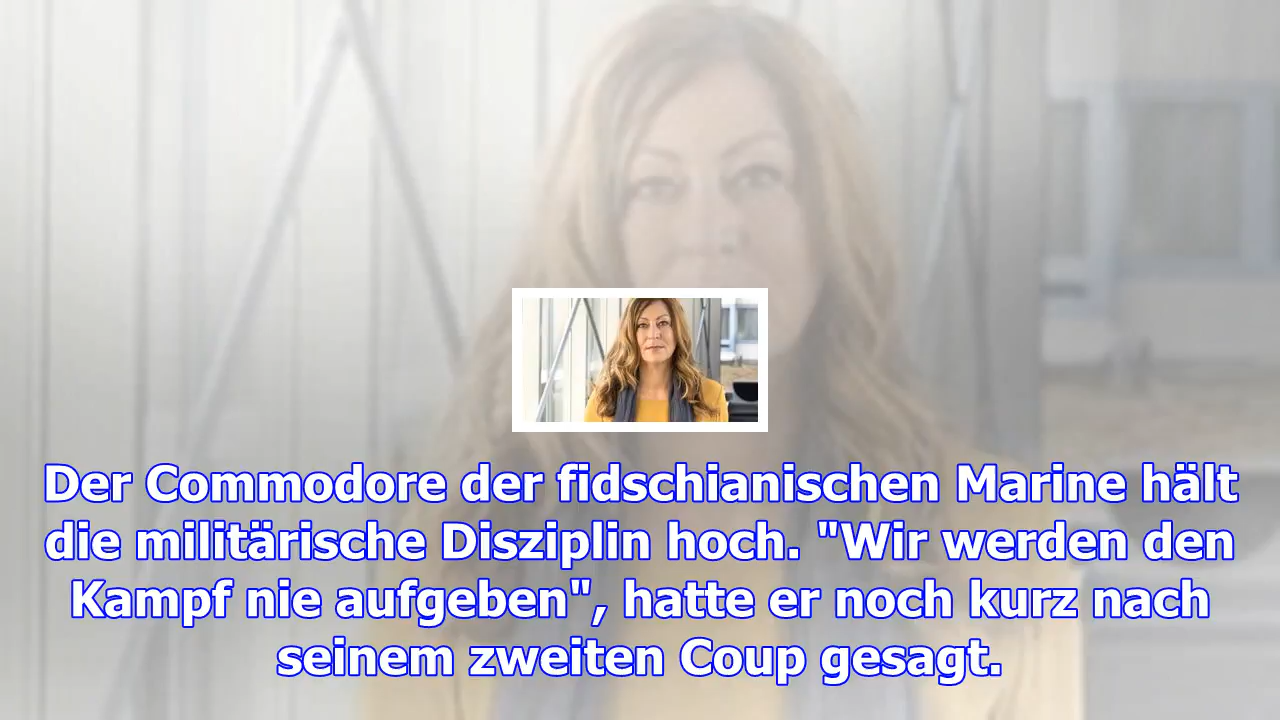 Der Commodore der fidschianischen Marine hält
die militärische Disziplin hoch. "Wir werden den
Kampf nie aufgeben", hatte er noch kurz nach
seinem zweiten Coup gesagt.